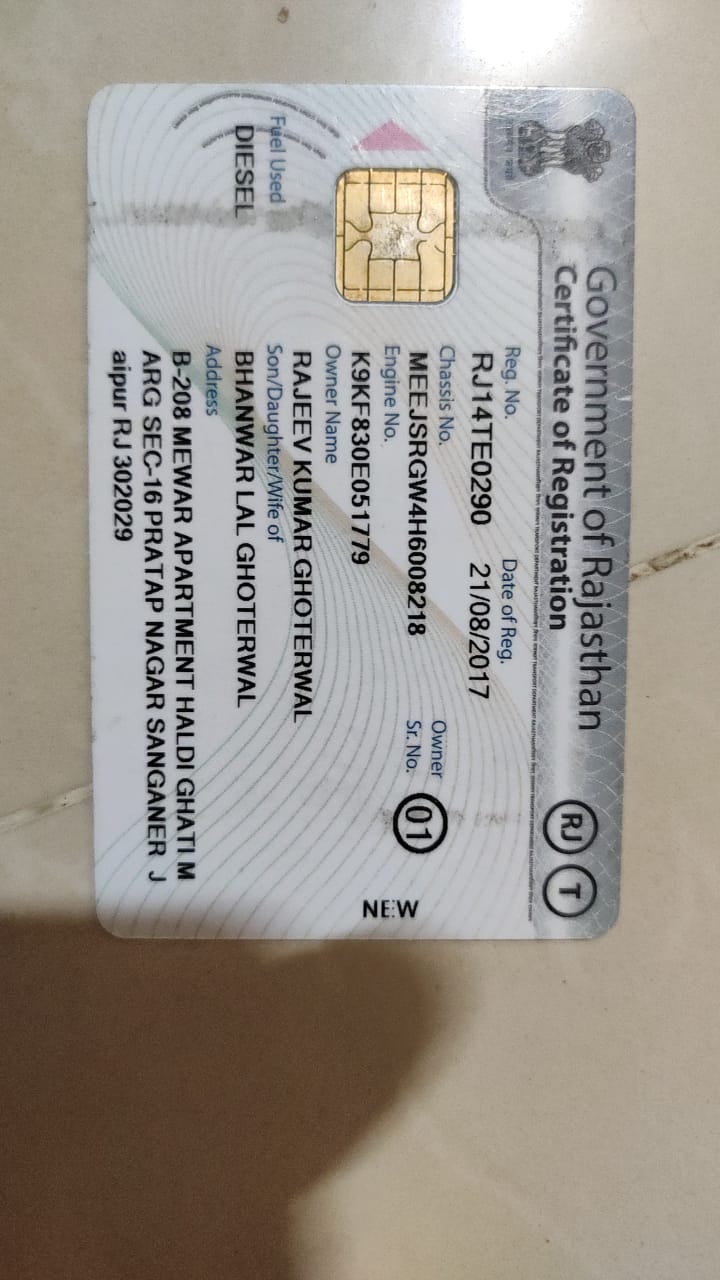 Government of Rajasthan
Certificate of Registration
RJ T
Reg. No. Date of Reg.
RJ14TE0290 21/08/2017
Chassis No. Owner
MEEJSRGW4H6008218 Sr. No. 01
Engine No.
K9KF830E051779 NEW
Owner Name
RAJEEV KUMAR GHOTERWAL
Fuel Used Son/Daughter/Wife of
DIESEL BHANWAR LAL GHOTERWAL
Address
B-208 MEWAR APARTMENT HALDI GHATI M
ARG SEC-16 PRATAP NAGAR SANGANER J
aipur RJ 302029